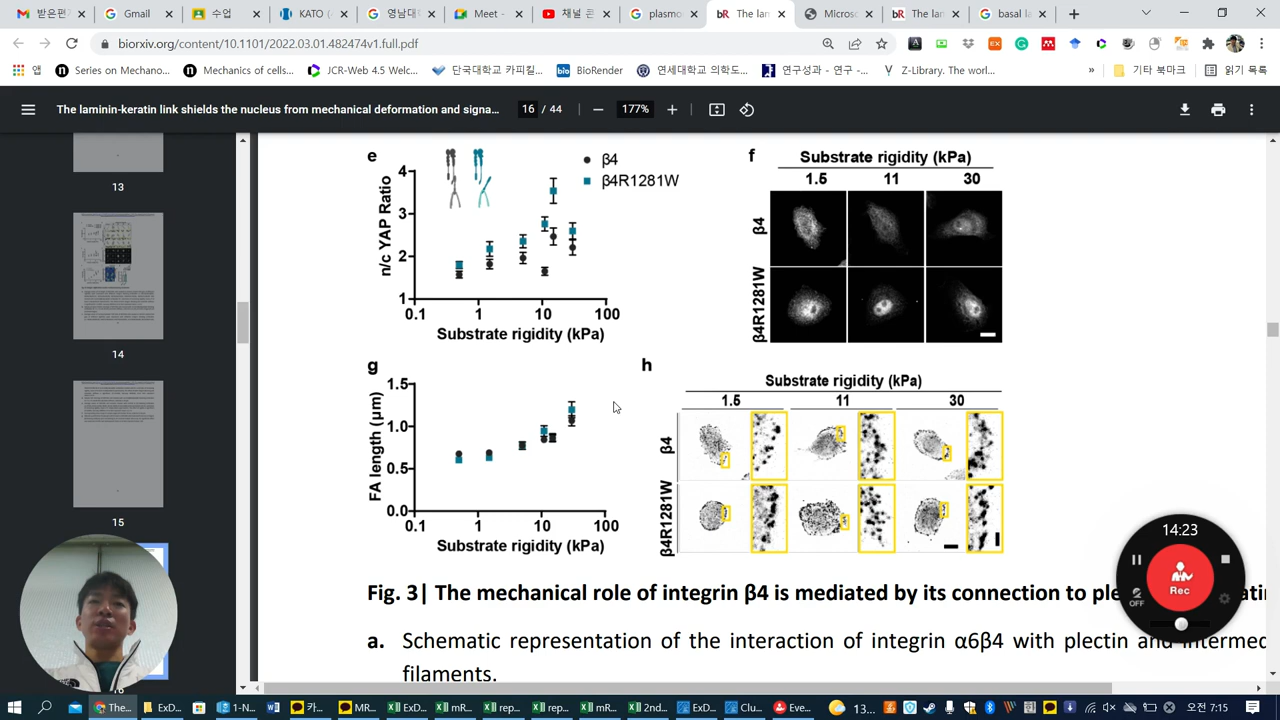 받은편지
Gmail
수업
KATO (
영남대
Meet -
채널 콘
plasmo
The lan
Microsc
The lan
basal la
biorxiv.org/content/10.1101/2022.03.01.482474v1.full.pdf
앱
Series on Mechano...
Mechanics of cells...
JCR-Web 4.5 Welc...
단국대학교 카피킬...
BioRender
연세대학교 의학도...
연구성과 - 연구 -...
Z-Library. The worl...
»
기타 북마크
읽기 목록
The laminin-keratin link shields the nucleus from mechanical deformation and signa...
16 / 44
177%
13
14
15
e
β4
β4R1281W
n/c YAP Ratio
4
3
2
1
0.1 1 10 100
Substrate rigidity (kPa)
f
Substrate rigidity (kPa)
1.5 11 30
β4
β4R1281W
g
FA length (μm)
1.5
1.0
0.5
0.0
0.1 1 10 100
Substrate rigidity (kPa)
h
Substrate rigidity (kPa)
1.5 11 30
β4
β4R1281W
14:23
Rec
OFF
Fig. 3| The mechanical role of integrin β4 is mediated by its connection to
a. Schematic representation of the interaction of integrin α6β4 with plectin and intermed
filaments.
The
ExD
1-N
카
MR
ExD
mR
rep
rep
mR
2nd
ExD
Clu
Eve
13...
오전 7:15